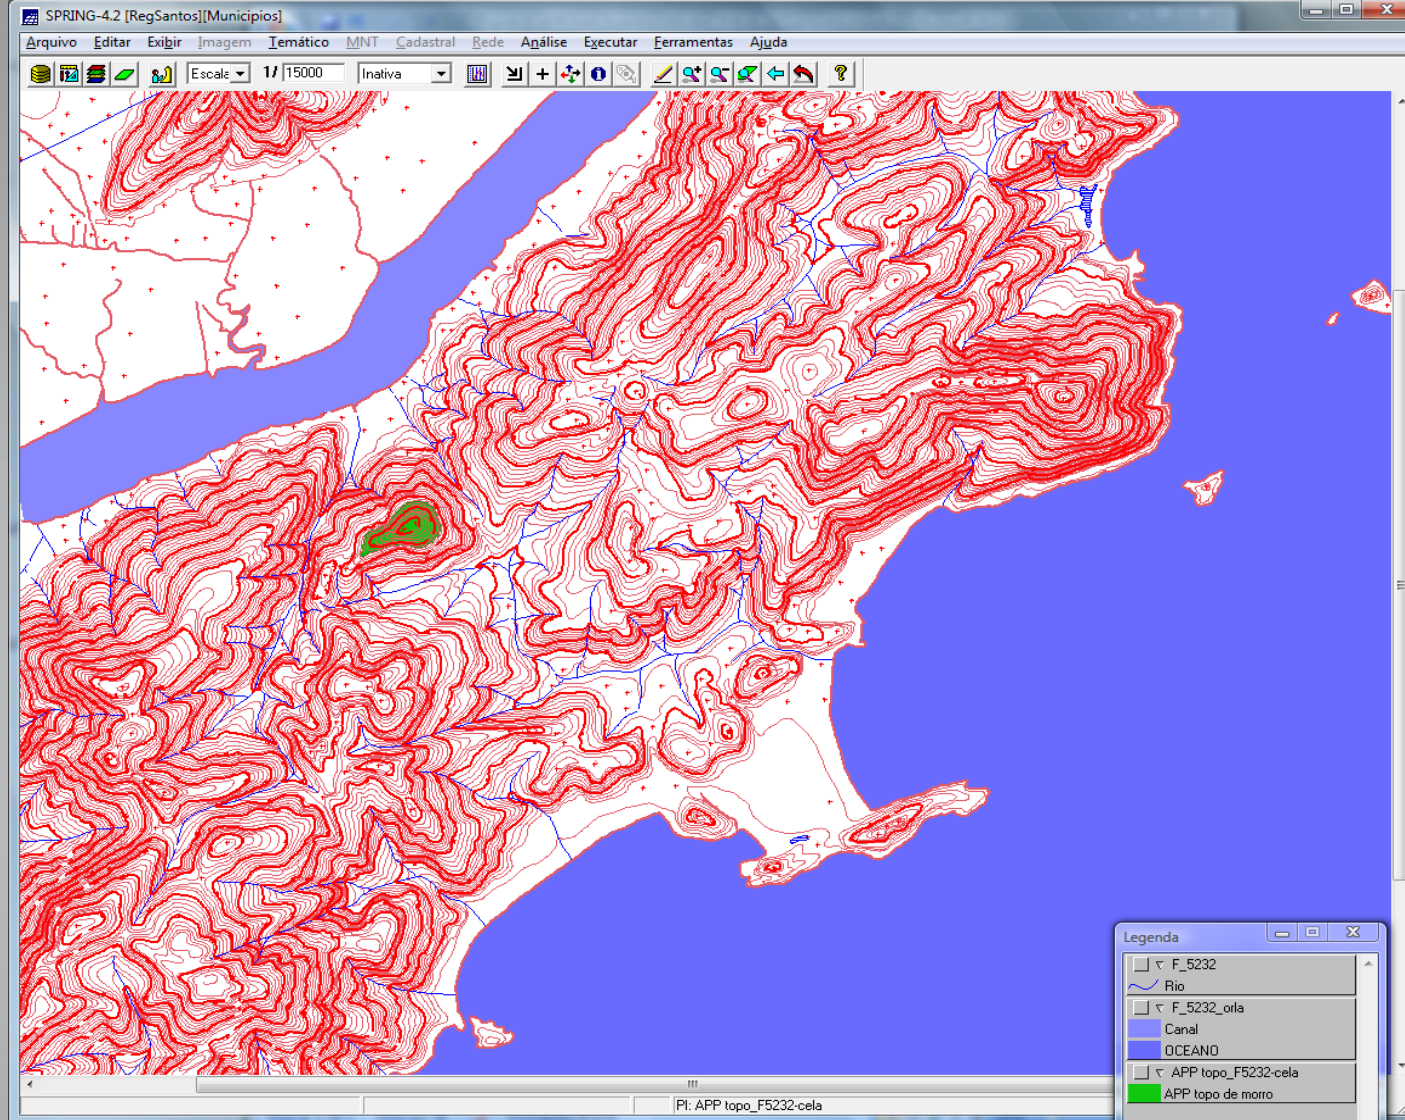 SPRING-4.2 [RegSantos][Municipios]
Arquivo Editar Exibir Imagem Temático MNT Cadastral Rede Análise Executar Ferramentas Ajuda
Escala 1/ 15000 Inativa
Legenda
F_5232
Rio
F_5232_orla
Canal
OCEANO
APP topo_F5232-cela
APP topo de morro
PI: APP topo_F5232-cela